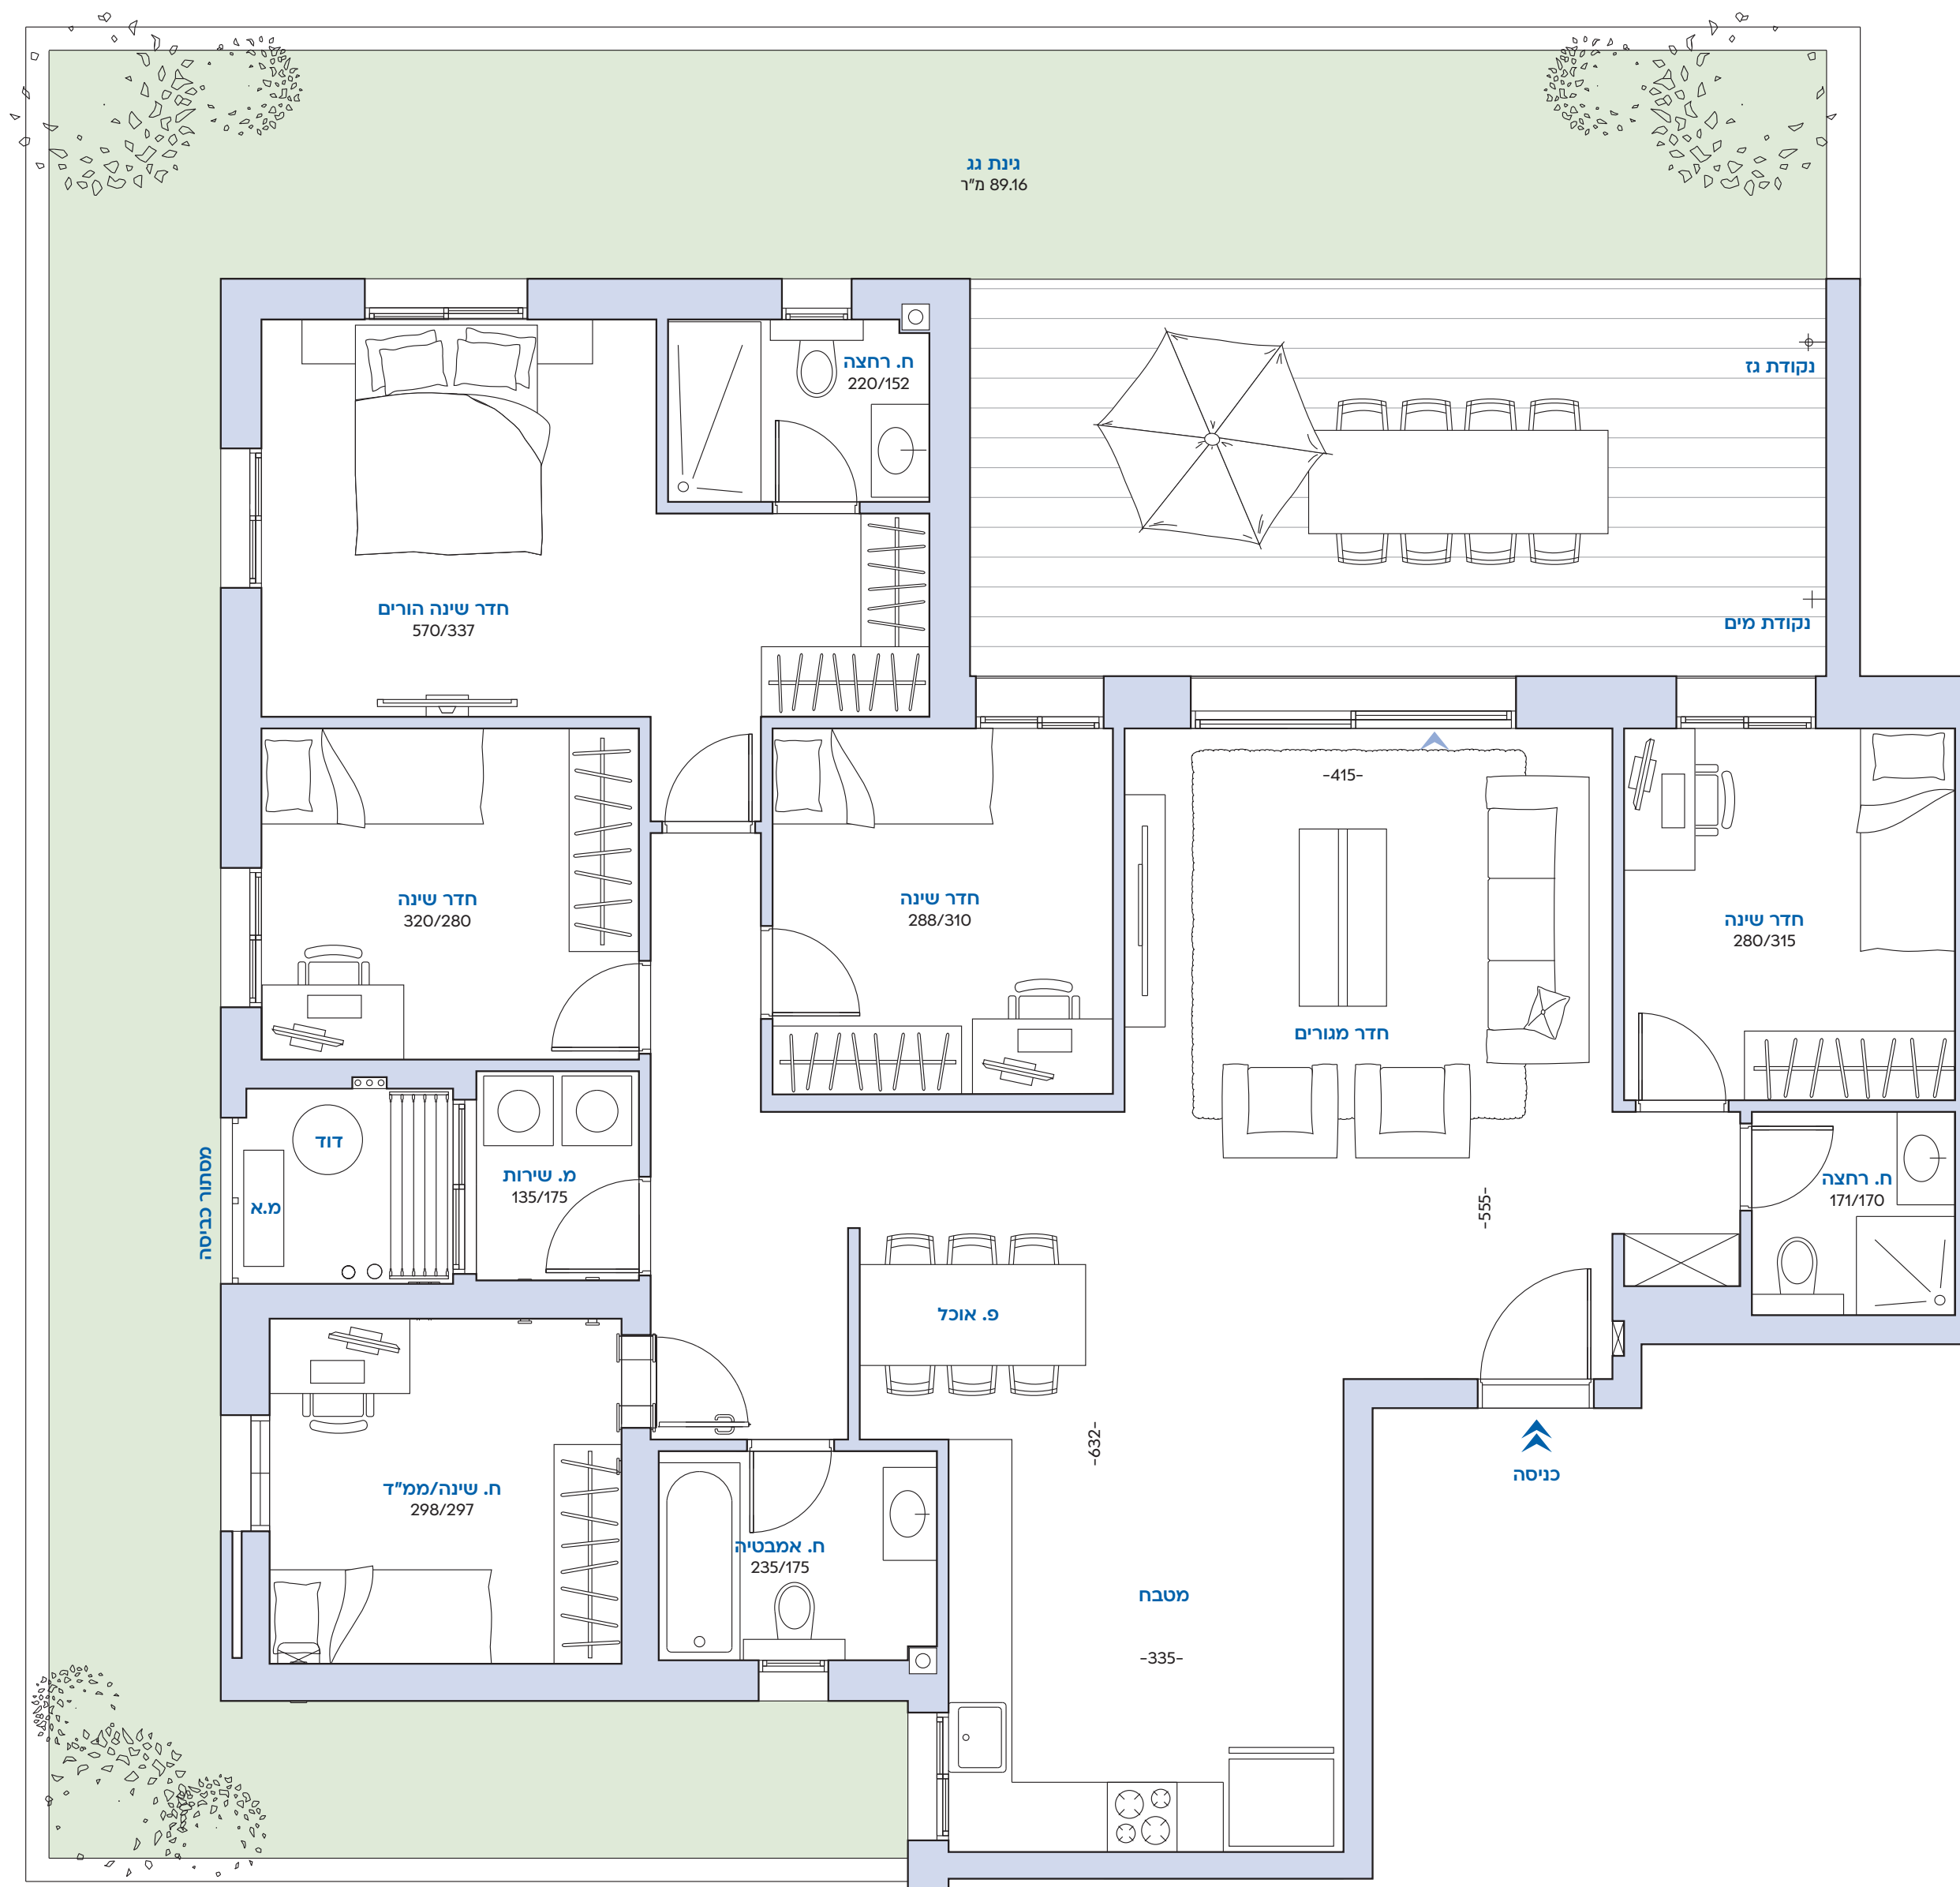 גינת גג
89.16 מ"ר
ח. רחצה
220/152
נקודת גז
חדר שינה הורים
570/337
נקודת מים
-415-
חדר שינה
320/280
חדר שינה
288/310
חדר שינה
280/315
חדר מגורים
דוד
מ.א
מסתור כביסה
מ. שירות
135/175
ח. רחצה
171/170
-555-
פ. אוכל
-632-
כניסה
ח. שינה/ממ"ד
298/297
ח. אמבטיה
235/175
מטבח
-335-